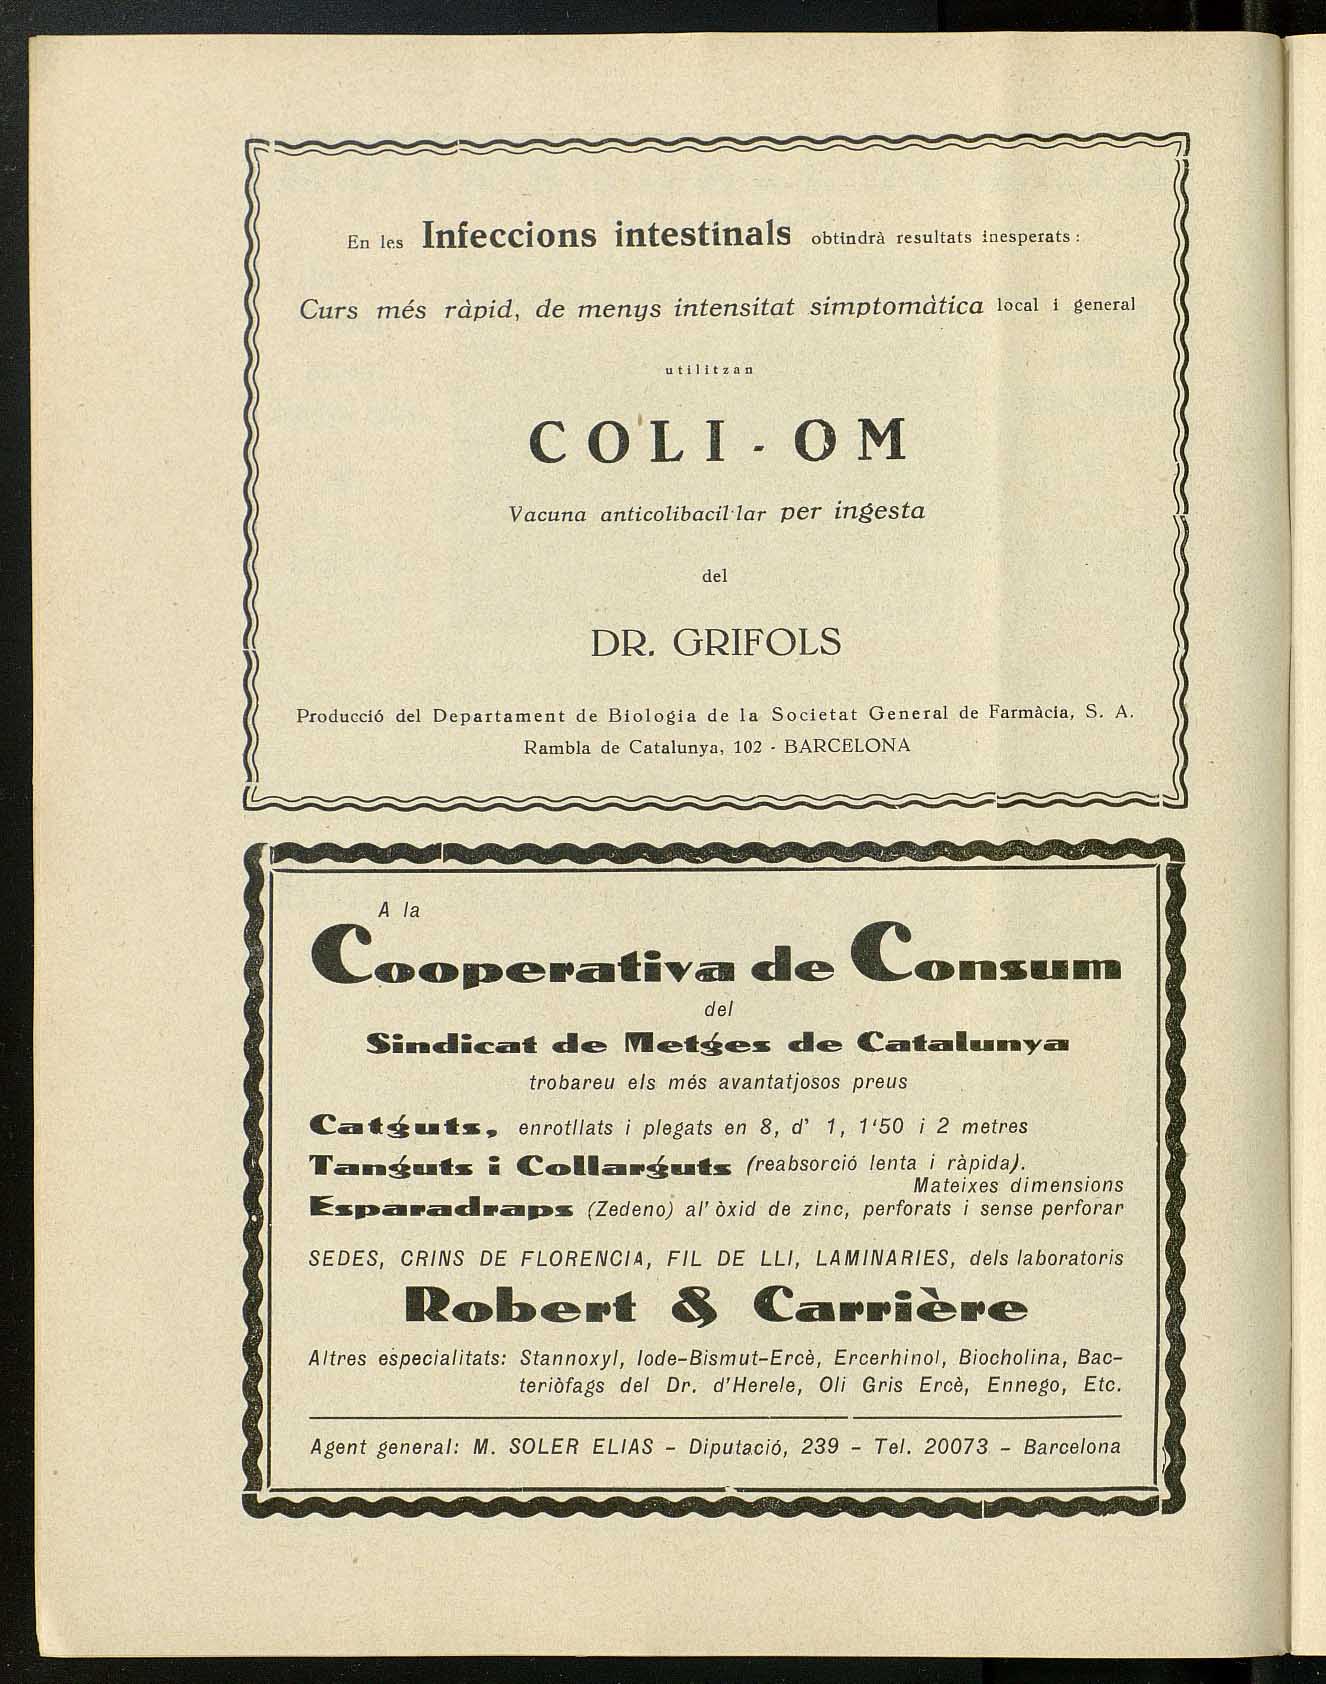 En les Infeccions intestinals obtindrà resultats inesperats:
Curs més ràpid, de menys intensitat simptomàtica local i general
utilitzan
COLI-OM
Vacuna anticolibacil·lar per ingesta
del
DR. GRIFOLS
Producció del Departament de Biologia de la Societat General de Farmàcia, S. A.
Rambla de Catalunya, 102 - BARCELONA
A la
Cooperativa de Consum
del
Sindicat de Metges de Catalunya
trobareu els més avantatjosos preus
Catguts, enrotllats i plegats en 8, d' 1, 1'50 i 2 metres
Tanguts i Collarguts (reabsorció lenta i ràpida).
Mateixes dimensions
Esparadraps (Zedeno) al' òxid de zinc, perforats i sense perforar
SEDES, CRINS DE FLORENCIA, FIL DE LLI, LAMINARIES, dels laboratoris
Robert & Carrière
Altres especialitats: Stannoxyl, Iode-Bismut-Ercè, Ercerhinol, Biocholina, Bac-
teriòfags del Dr. d'Herele, Oli Gris Ercè, Ennego, Etc.
Agent general: M. SOLER ELIAS - Diputació, 239 - Tel. 20073 - Barcelona